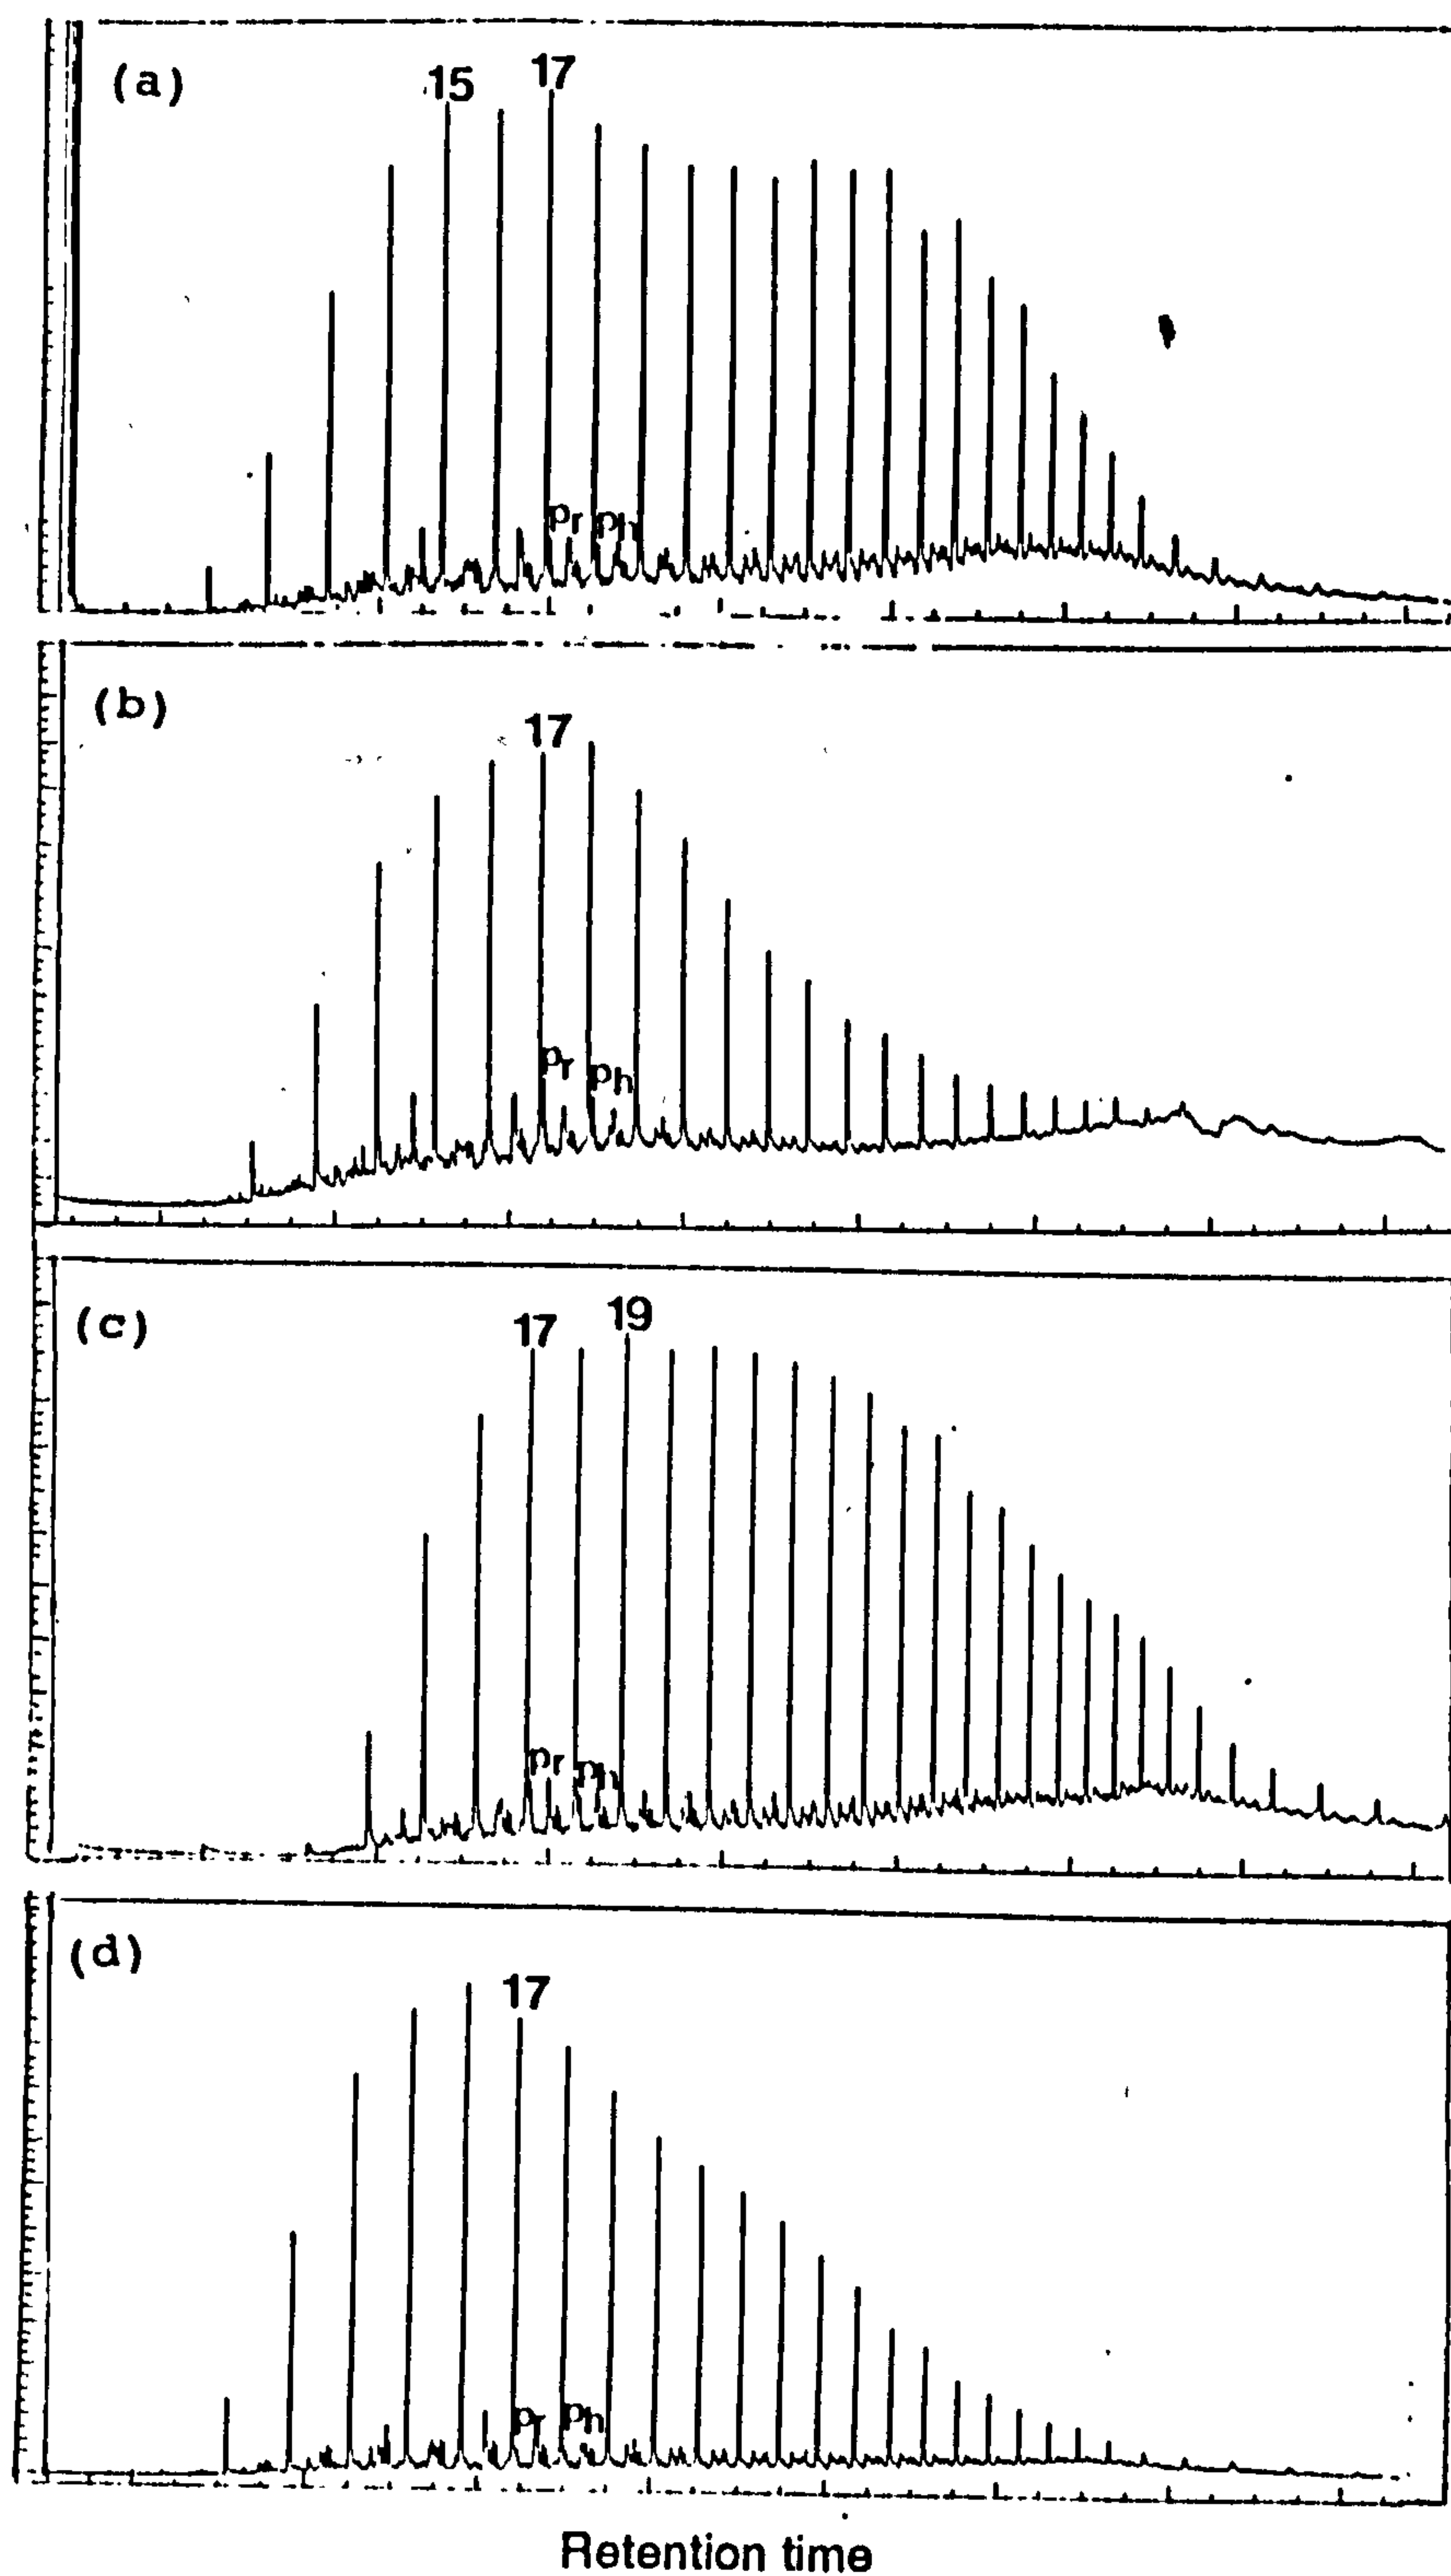 (a)
15 17
pr ph
(b)
17
pr ph
(c)
17 19
pr ph
(d)
17
pr ph
Retention time